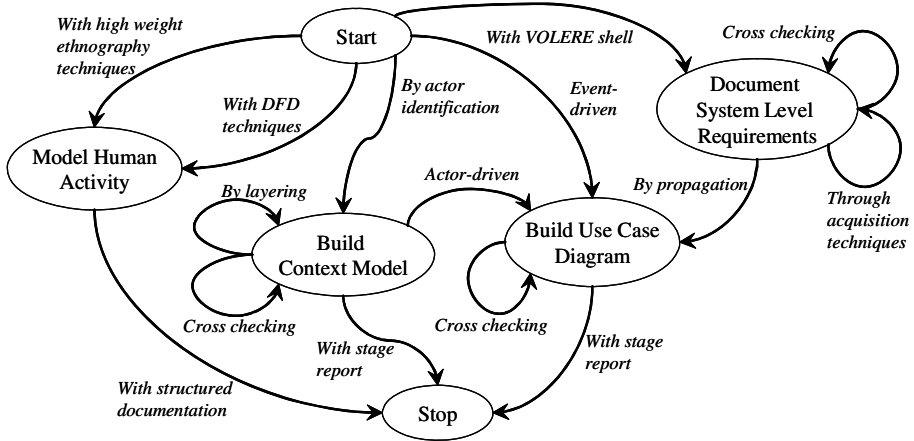 With high weight
ethnography
techniques
Start
With VOLERE shell
Cross checking
By actor
identification
Event-
driven
Document
System Level
Requirements
With DFD
techniques
Model Human
Activity
Actor-driven
By propagation
By layering
Through
acquisition
techniques
Build
Context Model
Build Use Case
Diagram
Cross checking
Cross checking
With stage
report
With stage
report
With structured
documentation
Stop